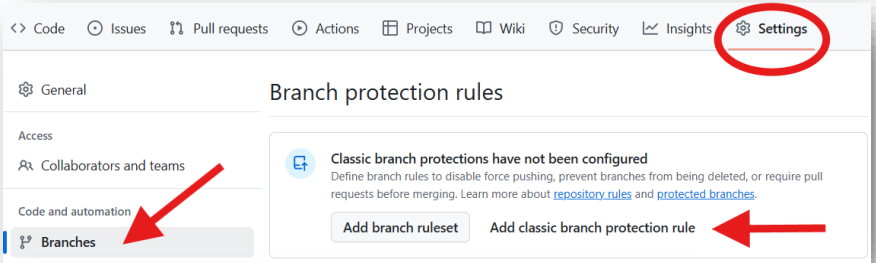 Code Issues Pull requests Actions Projects Wiki Security Insights Settings
General
Access
Collaborators and teams
Code and automation
Branches
Branch protection rules
Classic branch protections have not been configured
Define branch rules to disable force pushing, prevent branches from being deleted, or require pull
requests before merging. Learn more about repository rules and protected branches.
Add branch ruleset Add classic branch protection rule